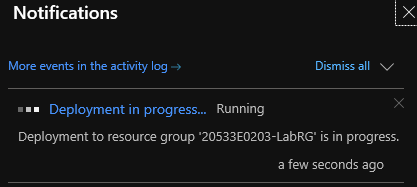 Notifications
More events in the activity log → Dismiss all
Deployment in progress... Running
Deployment to resource group '20533E0203-LabRG' is in progress.
a few seconds ago